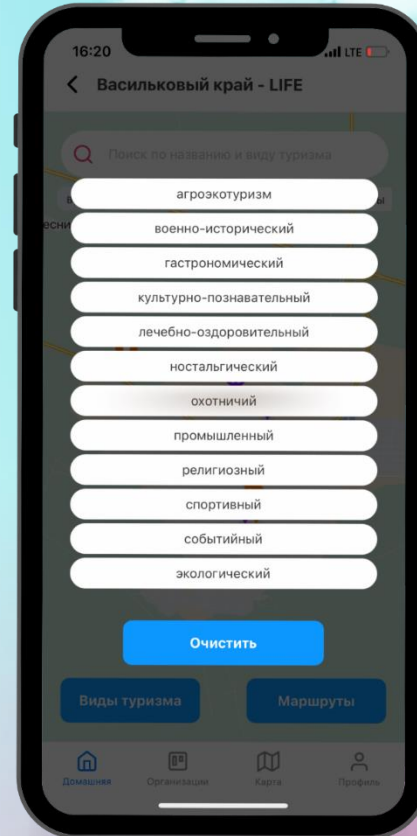 16:20
LTE
Васильковый край - LIFE
Поиск по названию и виду туризма
агроэкотуризм
военно-исторический
гастрономический
культурно-познавательный
лечебно-оздоровительный
ностальгический
охотничий
промышленный
религиозный
спортивный
событийный
экологический
Очистить
Виды туризма
Маршруты
Домашняя
Организации
Карта
Профиль